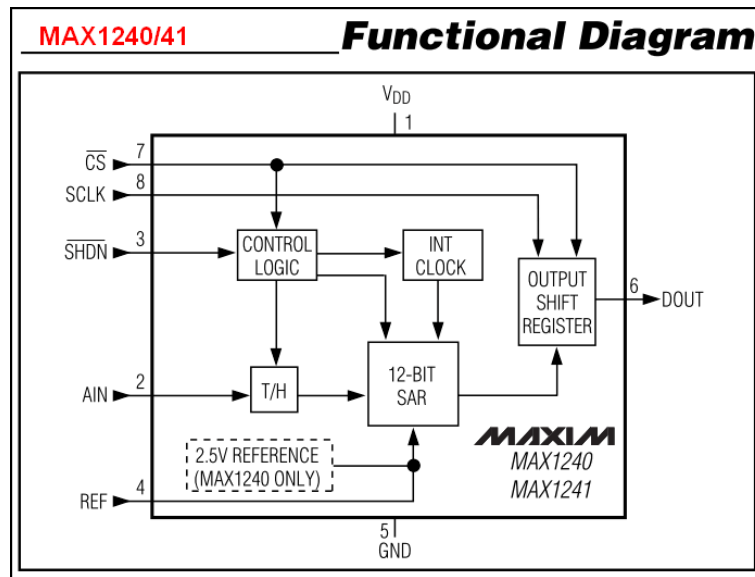 MAX1240/41
Functional Diagram
VDD
1
CS
7
SCLK
8
SHDN
3
CONTROL
LOGIC
INT
CLOCK
OUTPUT
SHIFT
REGISTER
6
DOUT
AIN
2
T/H
12-BIT
SAR
MAXIM
MAX1240
MAX1241
2.5V REFERENCE
(MAX1240 ONLY)
REF
4
5
GND